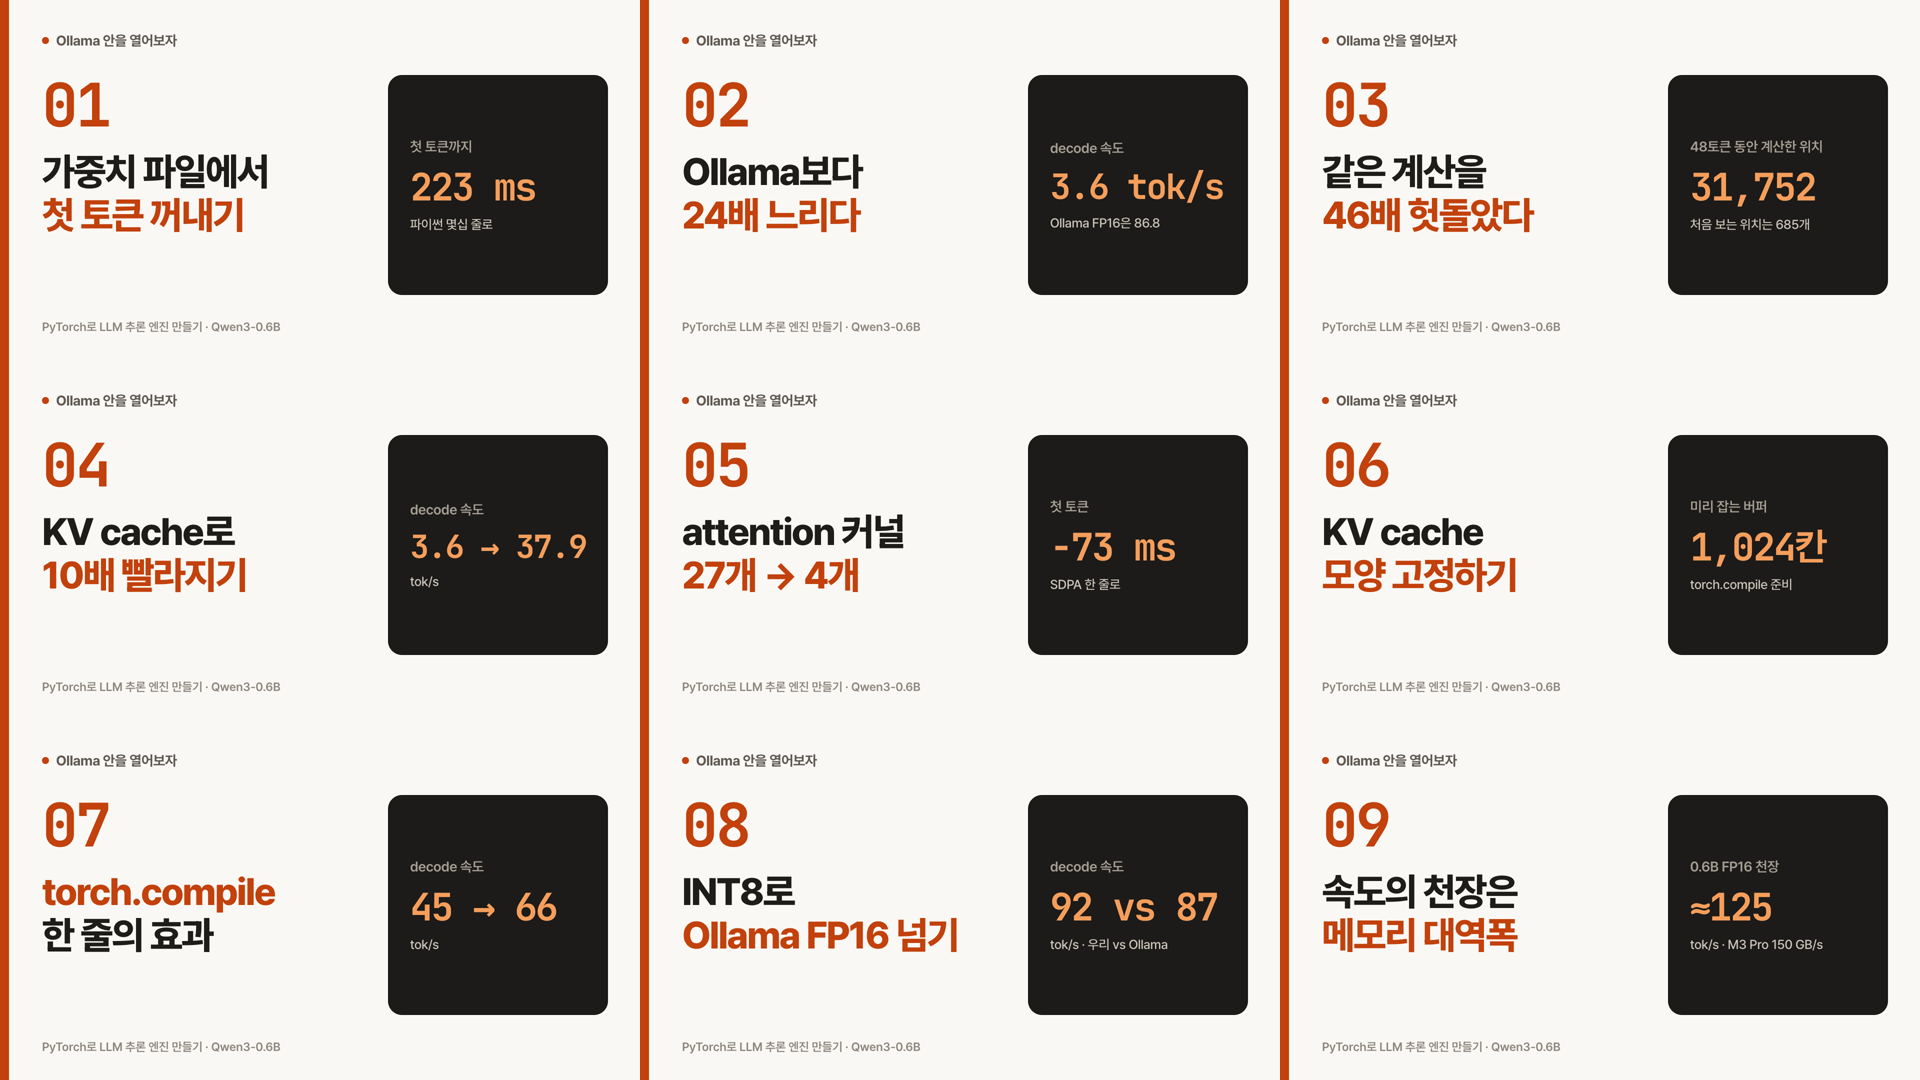 Ollama 안을 열어보자
01
가중치 파일에서
첫 토큰 꺼내기
첫 토큰까지
223 ms
파이썬 몇십 줄로
PyTorch로 LLM 추론 엔진 만들기 · Qwen3-0.6B
Ollama 안을 열어보자
02
Ollama보다
24배 느리다
decode 속도
3.6 tok/s
Ollama FP16은 86.8
PyTorch로 LLM 추론 엔진 만들기 · Qwen3-0.6B
Ollama 안을 열어보자
03
같은 계산을
46배 헛돌았다
48토큰 동안 계산한 위치
31,752
처음 보는 위치는 685개
PyTorch로 LLM 추론 엔진 만들기 · Qwen3-0.6B
Ollama 안을 열어보자
04
KV cache로
10배 빨라지기
decode 속도
3.6 → 37.9
tok/s
PyTorch로 LLM 추론 엔진 만들기 · Qwen3-0.6B
Ollama 안을 열어보자
05
attention 커널
27개 → 4개
첫 토큰
-73 ms
SDPA 한 줄로
PyTorch로 LLM 추론 엔진 만들기 · Qwen3-0.6B
Ollama 안을 열어보자
06
KV cache
모양 고정하기
미리 잡는 버퍼
1,024칸
torch.compile 준비
PyTorch로 LLM 추론 엔진 만들기 · Qwen3-0.6B
Ollama 안을 열어보자
07
torch.compile
한 줄의 효과
decode 속도
45 → 66
tok/s
PyTorch로 LLM 추론 엔진 만들기 · Qwen3-0.6B
Ollama 안을 열어보자
08
INT8로
Ollama FP16 넘기
decode 속도
92 vs 87
tok/s · 우리 vs Ollama
PyTorch로 LLM 추론 엔진 만들기 · Qwen3-0.6B
Ollama 안을 열어보자
09
속도의 천장은
메모리 대역폭
0.6B FP16 천장
≈125
tok/s · M3 Pro 150 GB/s
PyTorch로 LLM 추론 엔진 만들기 · Qwen3-0.6B